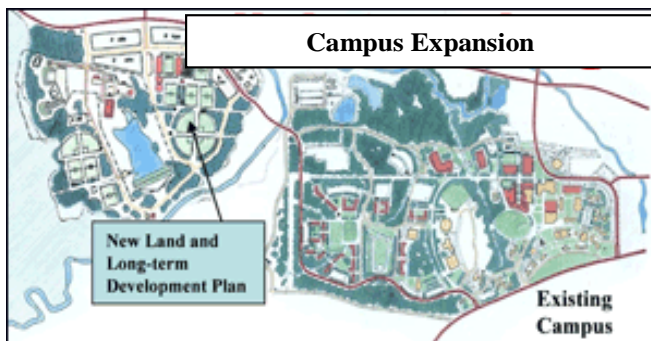 Campus Expansion
New Land and
Long-term
Development Plan
Existing
Campus